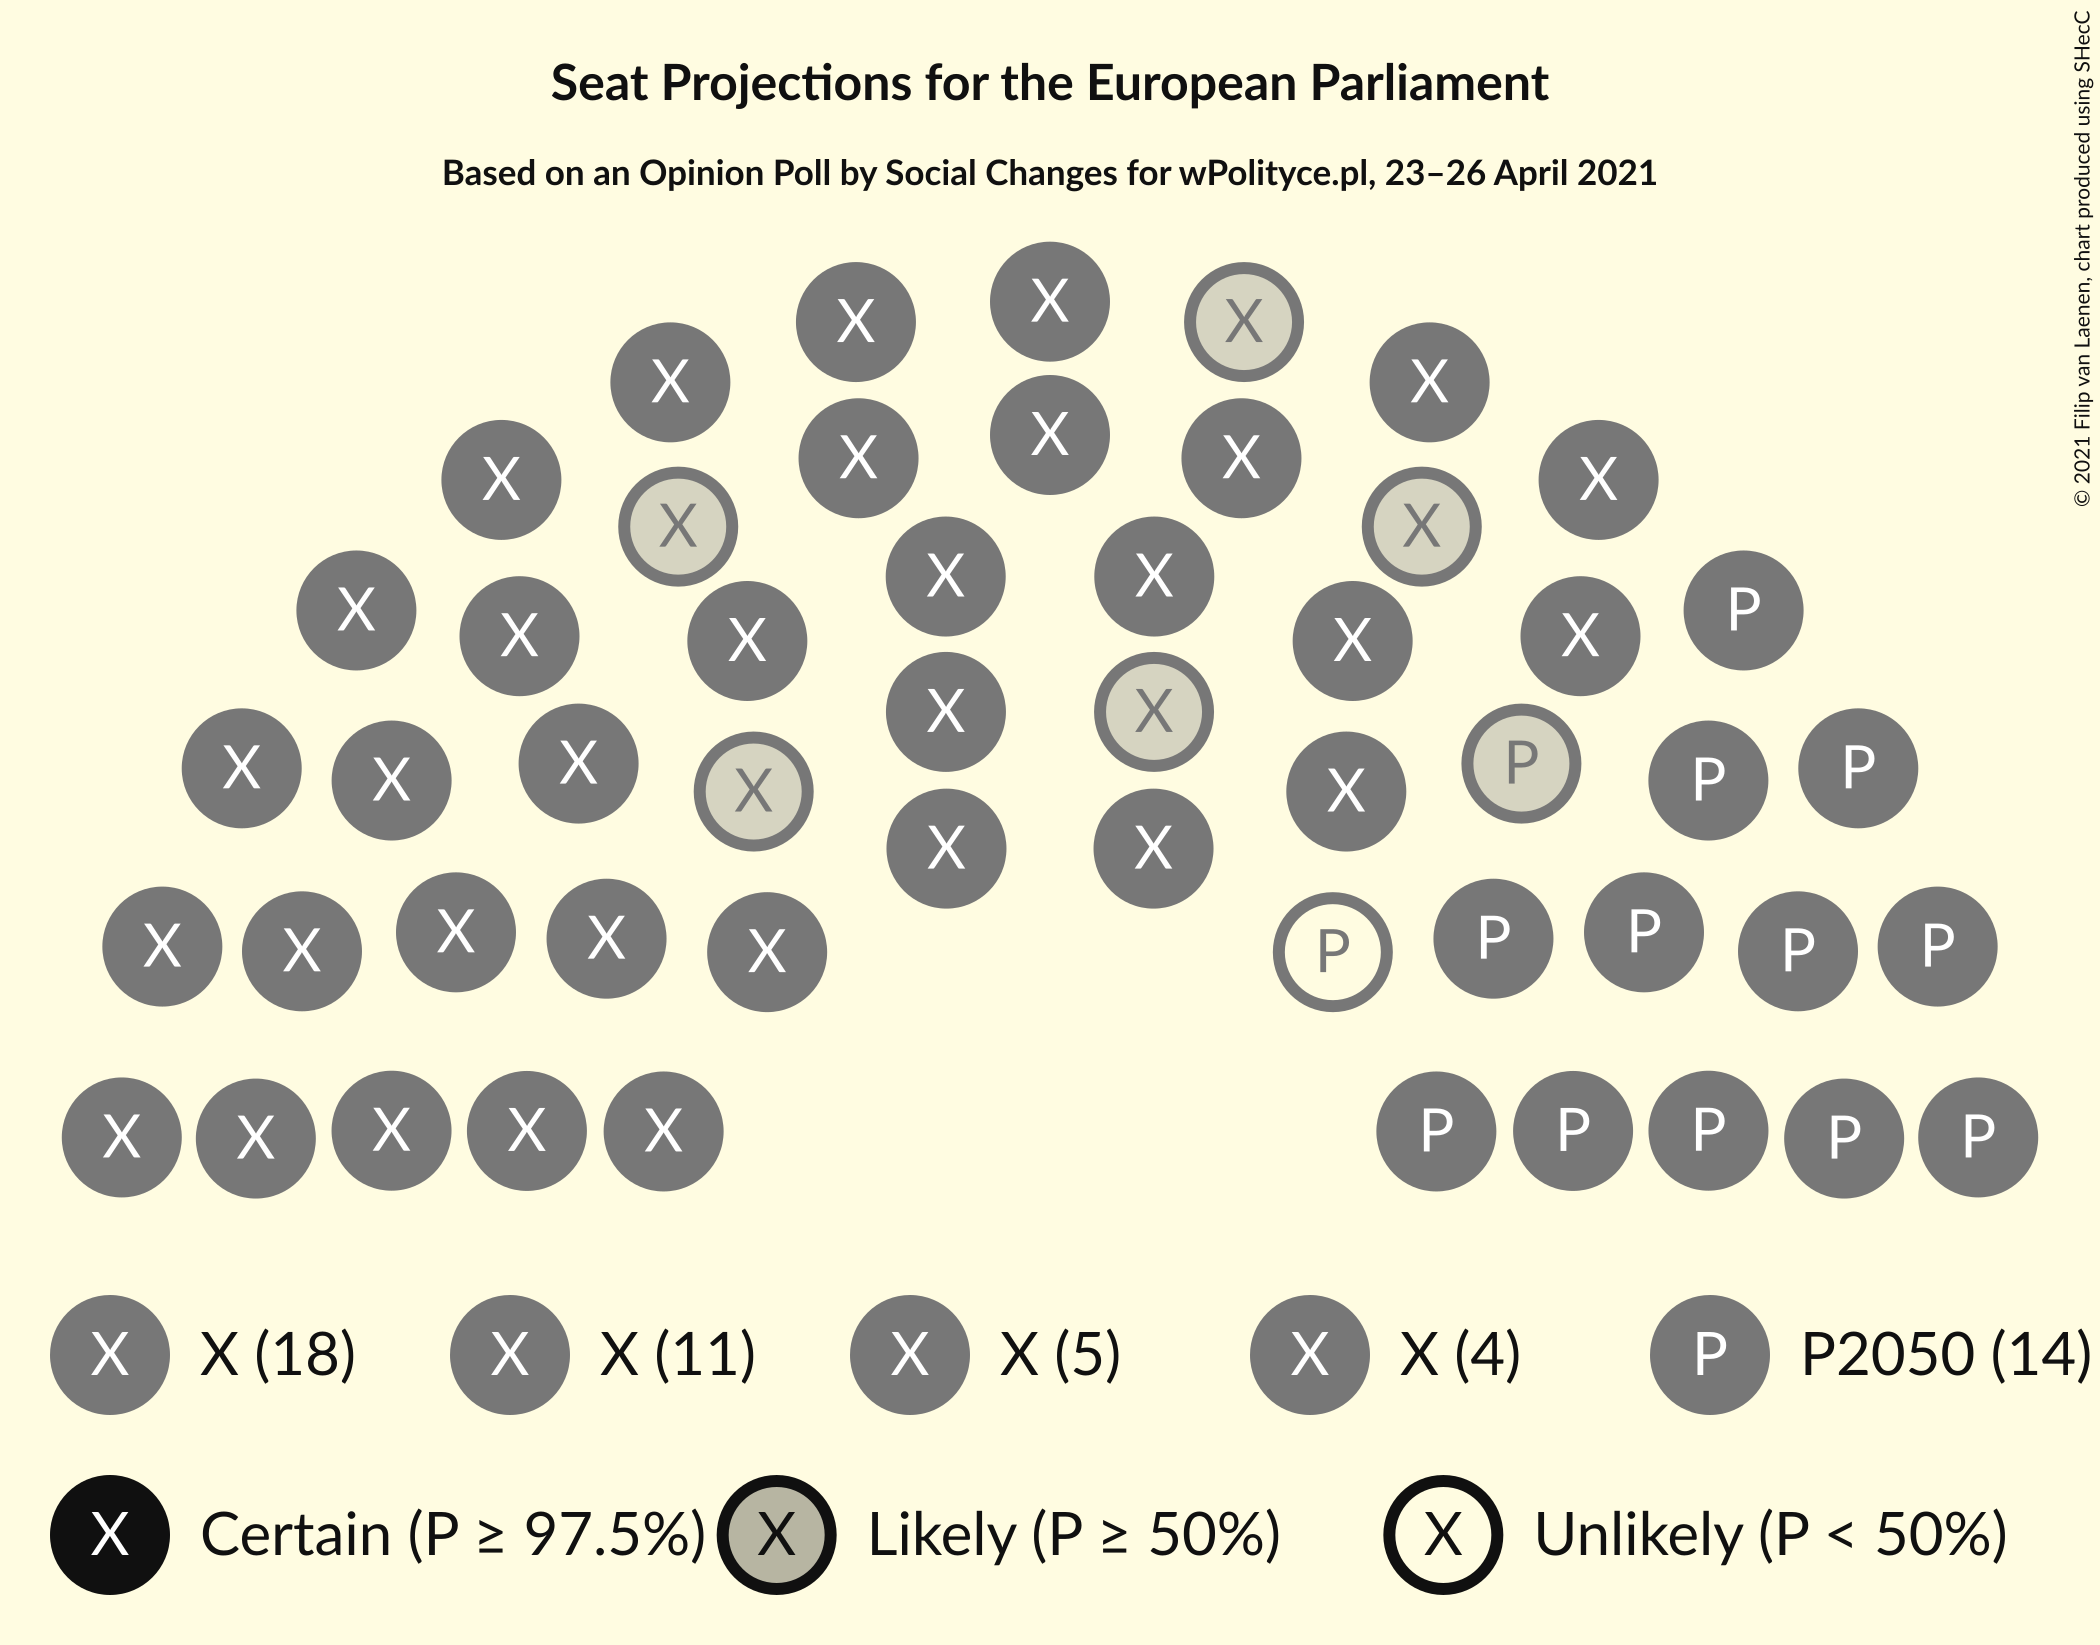 Seat Projections for the European Parliament
Based on an Opinion Poll by Social Changes for wPolityce.pl, 23–26 April 2021
© 2021 Filip van Laenen, chart produced using SHecC
X X X
X X
X X X
X X
X X
X X
X P
X X X X
X X
X X X X X P P P
X X
X X X X X P P P P P
X X X X X P P P P P
X X (18) X X (11) X X (5) X X (4) P P2050 (14)
X Certain (P ≥ 97.5%) X Likely (P ≥ 50%) X Unlikely (P < 50%)